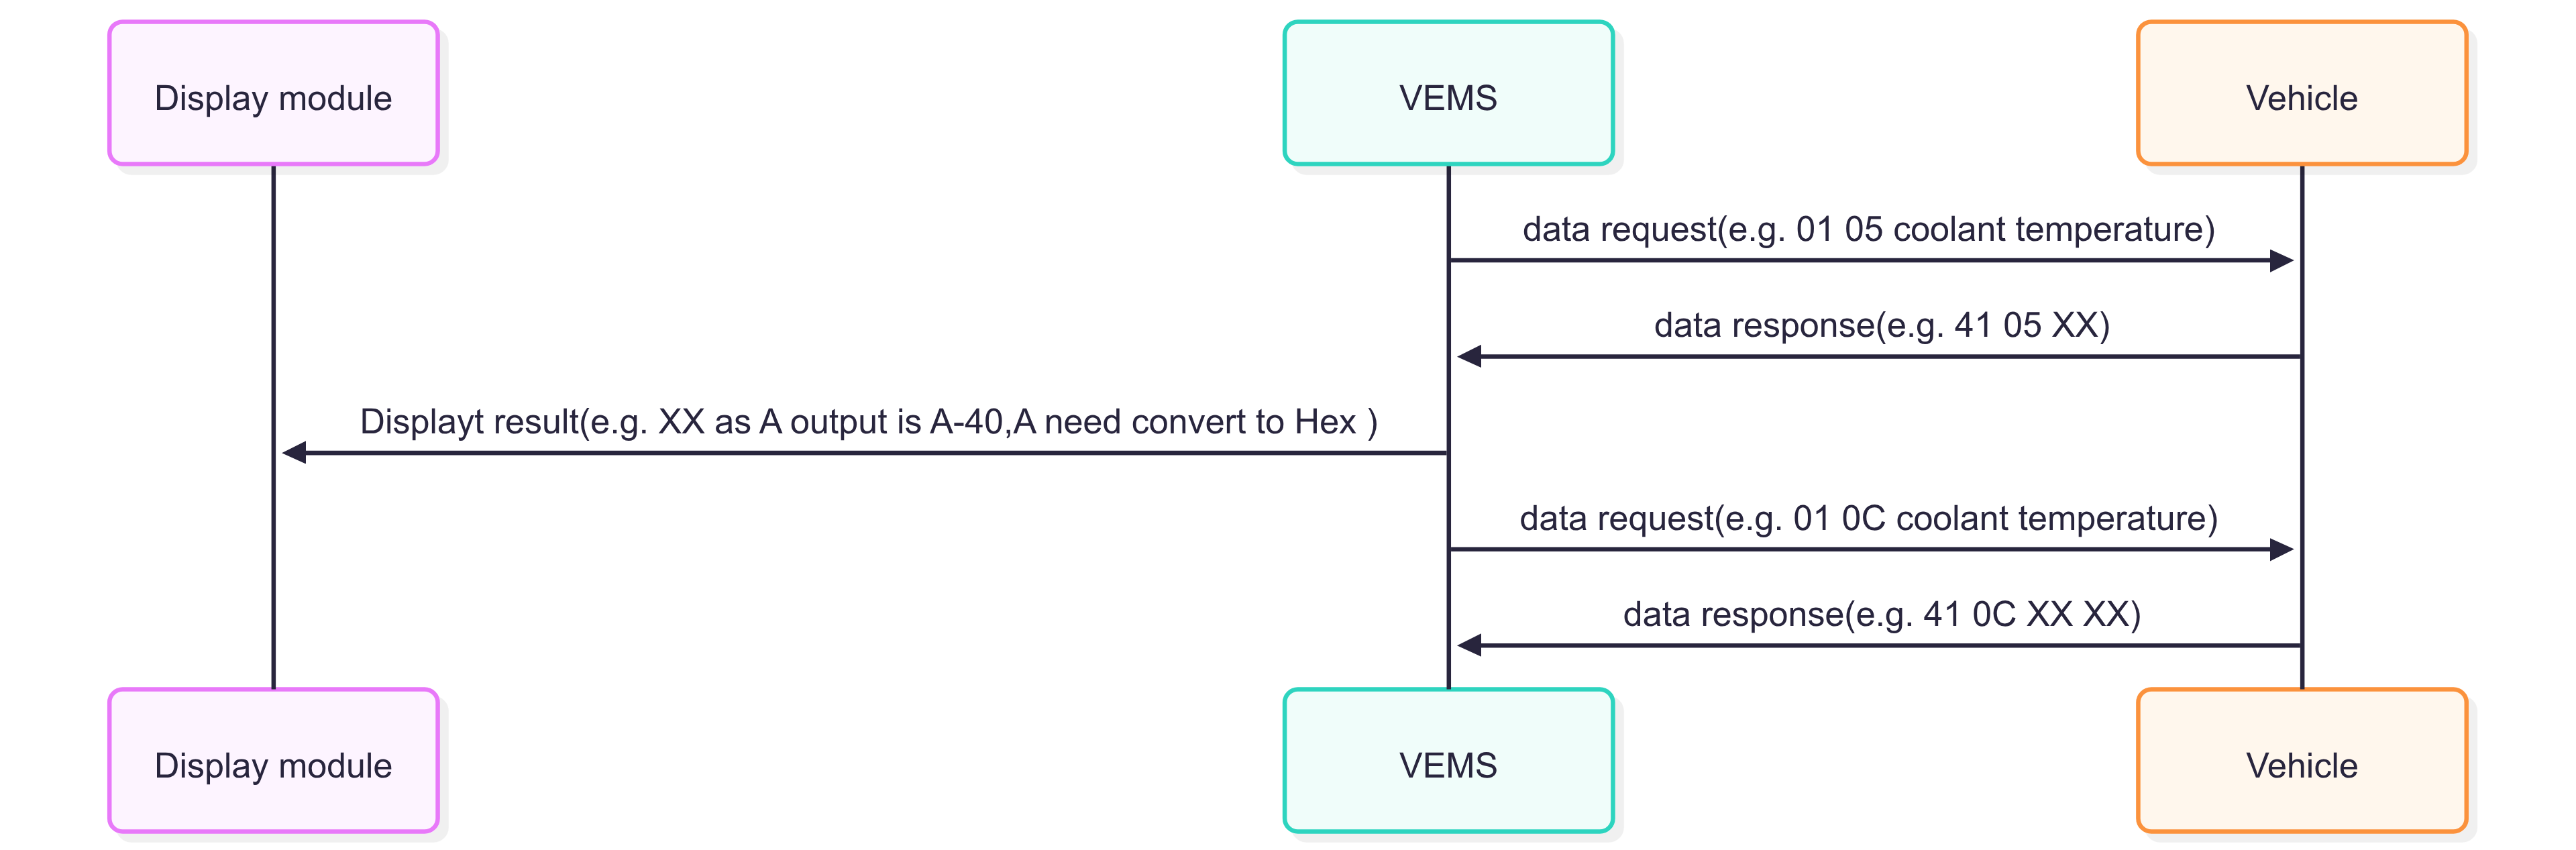 Display module
VEMS
Vehicle
data request(e.g. 01 05 coolant temperature)
data response(e.g. 41 05 XX)
Displayt result(e.g. XX as A output is A-40,A need convert to Hex )
data request(e.g. 01 0C coolant temperature)
data response(e.g. 41 0C XX XX)
Display module
VEMS
Vehicle